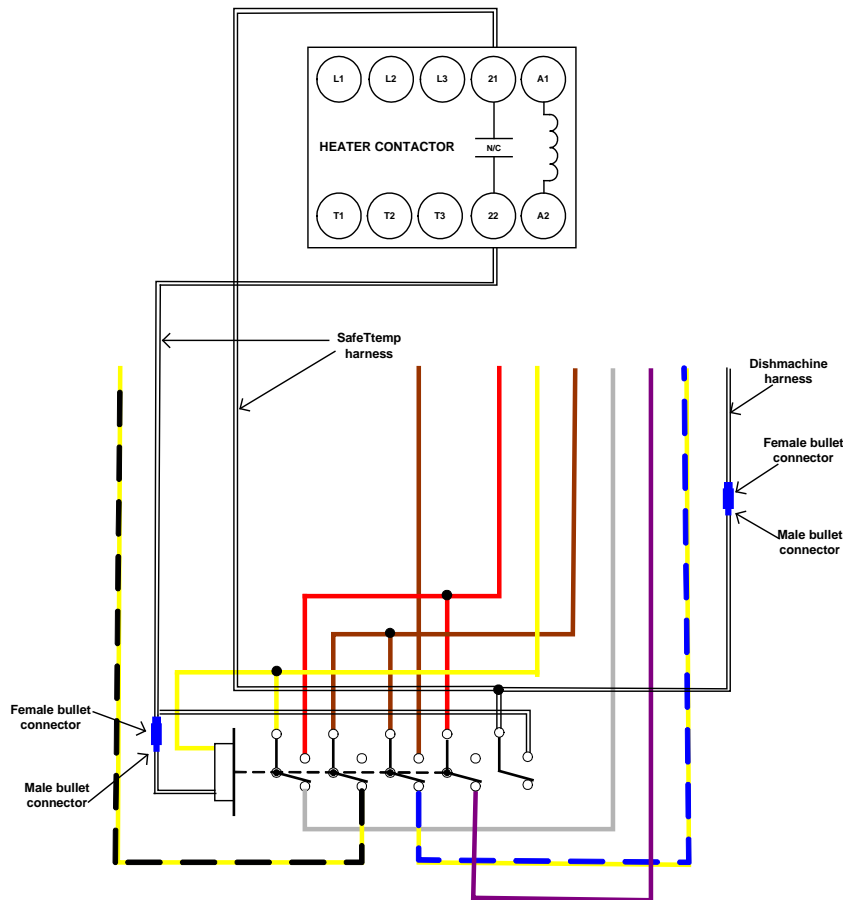 L1 L2 L3 21 A1
HEATER CONTACTOR
N/C
T1 T2 T3 22 A2
SafeTtemp
harness
Dishmachine
harness
Female bullet
connector
Male bullet
connector
Female bullet
connector
Male bullet
connector